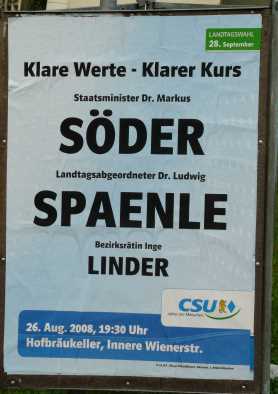 LANDTAGSWAHL
28. September
Klare Werte - Klarer Kurs
Staatsminister Dr. Markus
SÖDER
Landtagsabgeordneter Dr. Ludwig
SPAENLE
Bezirksrätin Inge
LINDER
CSU
26. Aug. 2008, 19:30 Uhr
Hofbräukeller, Innere Wienerstr.